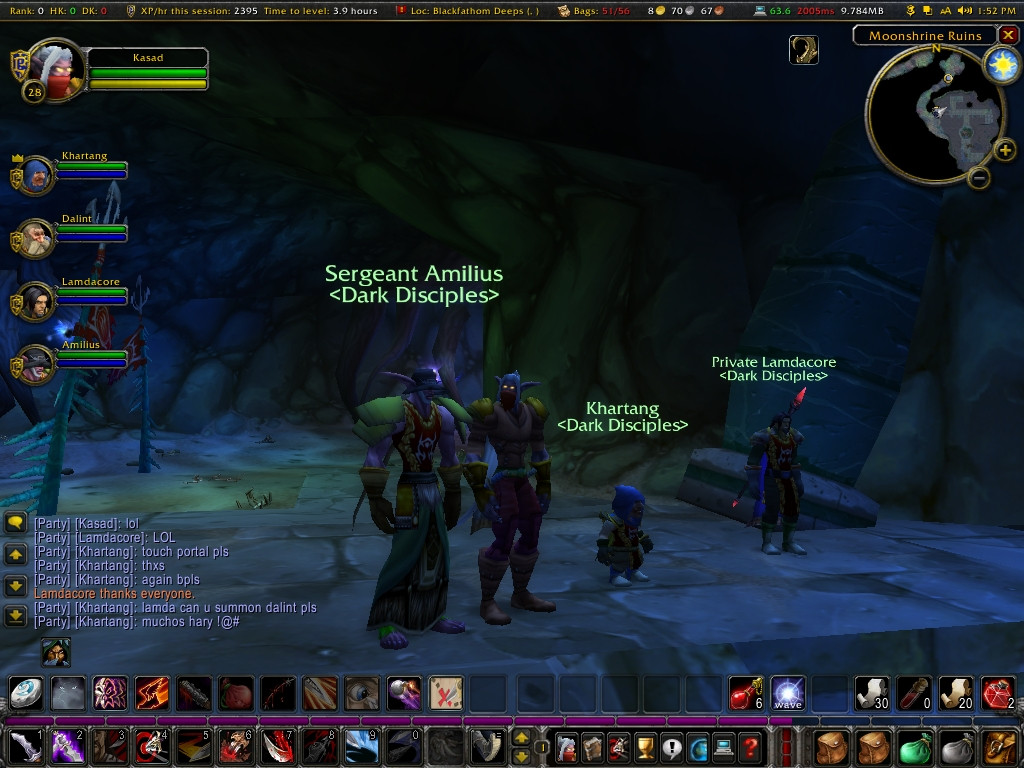 Rank: 0 HK: 0 DK: 0 XP/hr this session: 2395 Time to level: 3.9 hours Loc: Blackfathom Deeps (, ) Bags: 51/56 8 70 67 63.6 2005ms 9.784MB AA 1:52 PM
Moonshrine Ruins
N
Kasad
28
Khartang
Dalint
Lamdacore
Amilius
Sergeant Amilius
<Dark Disciples>
Private Lamdacore
<Dark Disciples>
Khartang
<Dark Disciples>
[Party] [Kasad]: lol
[Party] [Lamdacore]: LOL
[Party] [Khartang]: touch portal pls
[Party] [Khartang]: thxs
[Party] [Khartang]: again bpls
Lamdacore thanks everyone.
[Party] [Khartang]: lamda can u summon dalint pls
[Party] [Khartang]: muchos hary !@#
6 wave 30 0 20 2
1 2 3 4 5 6 7 8 9 0 - = 1